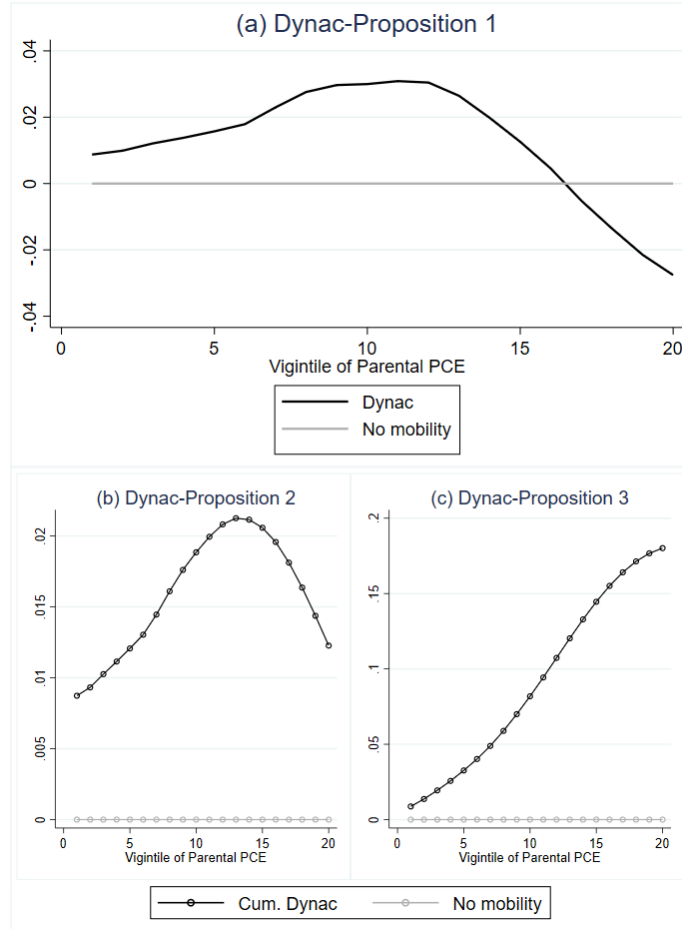 (a) Dynac-Proposition 1
.04
.02
0
-.02
-.04
0 5 10 15 20
Vigintile of Parental PCE
Dynac
No mobility
(b) Dynac-Proposition 2
.02
.015
.01
.005
0
0 5 10 15 20
Vigintile of Parental PCE
(c) Dynac-Proposition 3
.2
.15
.1
.05
0
0 5 10 15 20
Vigintile of Parental PCE
Cum. Dynac No mobility